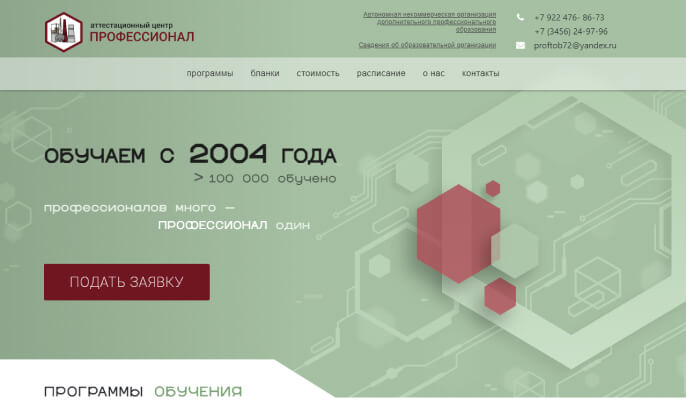 аттестационный центр
ПРОФЕССИОНАЛ
Автономная некоммерческая организация
дополнительного профессионального
образования
Сведения об образовательной организации
+7 922 476- 86-73
+7 (3456) 24-97-96
proftob72@yandex.ru
программы бланки стоимость расписание о нас контакты
ОБУЧАЕМ С 2004 ГОДА
> 100 000 обучено
профессионалов много –
ПРОФЕССИОНАЛ один
ПОДАТЬ ЗАЯВКУ
ПРОГРАММЫ ОБУЧЕНИЯ